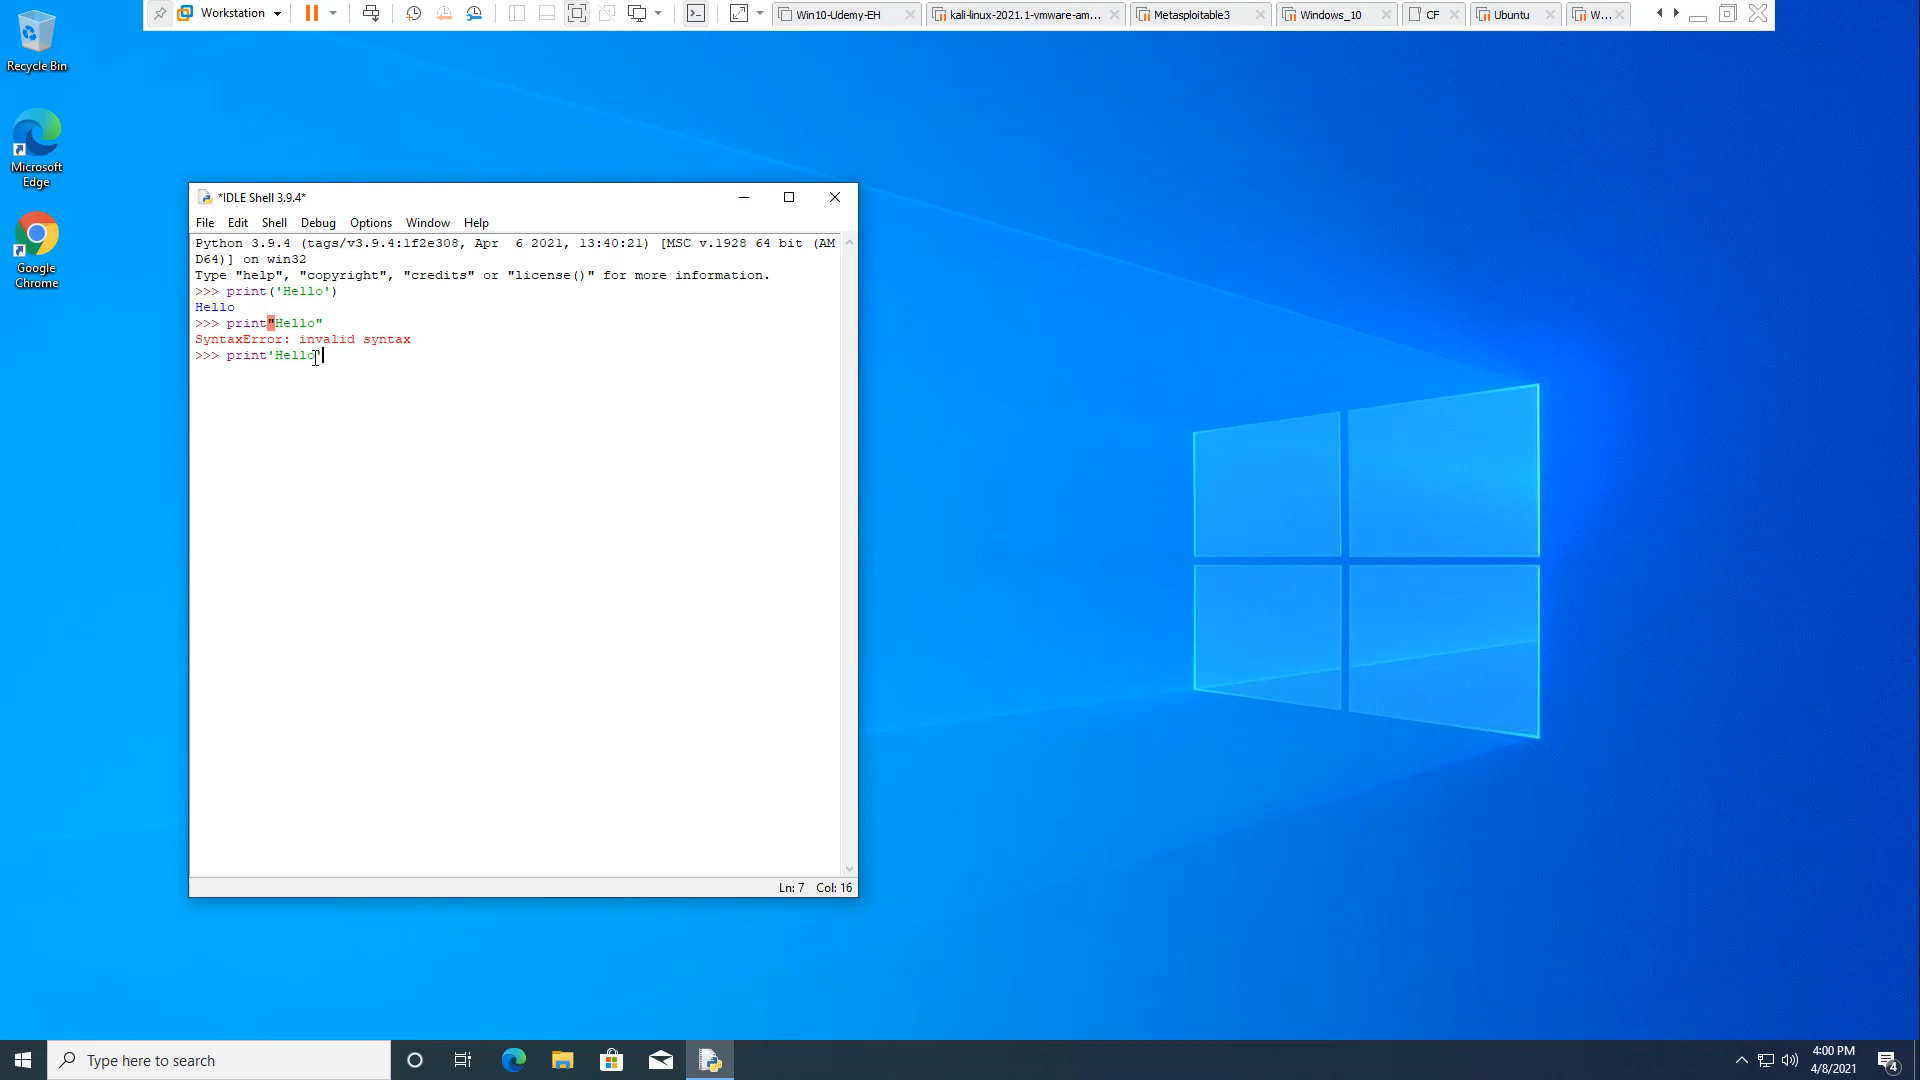 Workstation
Win10-Udemy-EH
kali-linux-2021.1-vmware-am...
Metasploitable3
Windows_10
CF
Ubuntu
W...
Recycle Bin
Microsoft
Edge
Google
Chrome
*IDLE Shell 3.9.4*
File Edit Shell Debug Options Window Help
Python 3.9.4 (tags/v3.9.4:1f2e308, Apr  6 2021, 13:40:21) [MSC v.1928 64 bit (AM
D64)] on win32
Type "help", "copyright", "credits" or "license()" for more information.
>>> print('Hello')
Hello
>>> print"Hello"
SyntaxError: invalid syntax
>>> print'Hello'
Ln: 7 Col: 16
Type here to search
4:00 PM
4/8/2021
4